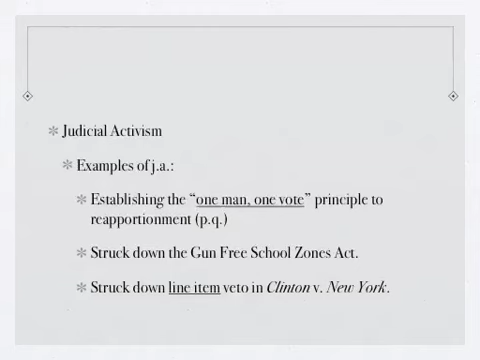 Judicial Activism
Examples of j.a.:
Establishing the “one man, one vote” principle to
reapportionment (p.q.)
Struck down the Gun Free School Zones Act.
Struck down line item veto in Clinton v. New York.